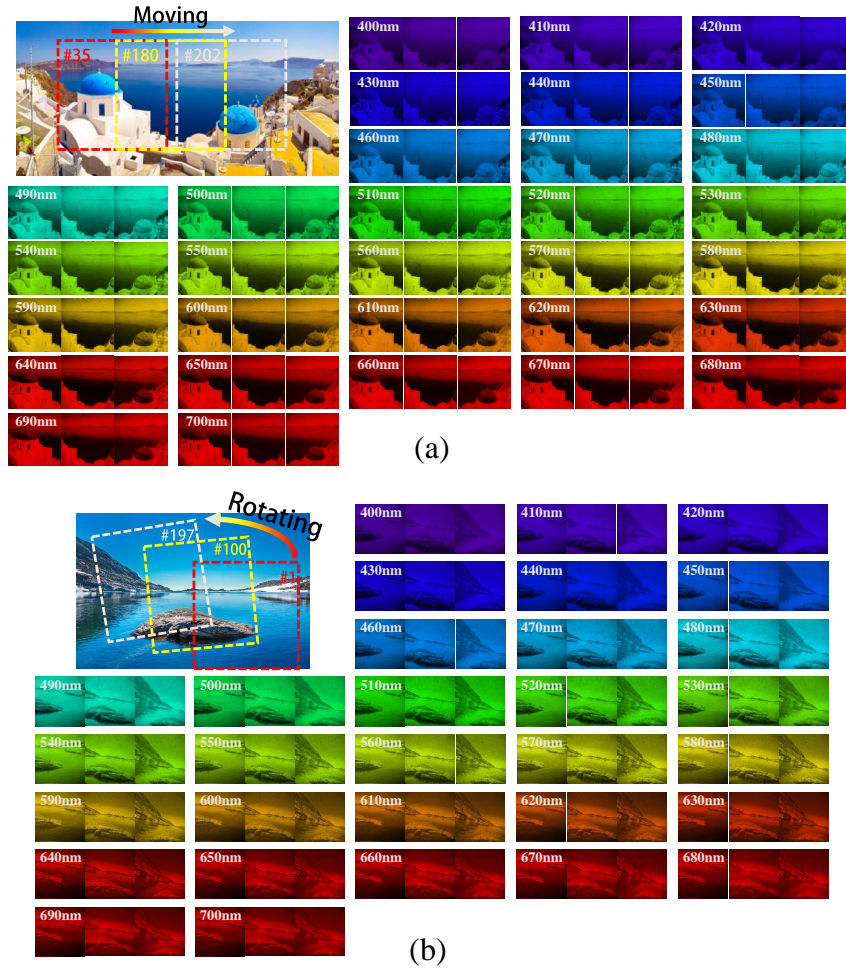 Moving
#35 #180 #202
400nm 410nm 420nm
430nm 440nm 450nm
460nm 470nm 480nm
490nm 500nm 510nm 520nm 530nm
540nm 550nm 560nm 570nm 580nm
590nm 600nm 610nm 620nm 630nm
640nm 650nm 660nm 670nm 680nm
690nm 700nm
(a)
Rotating
#197
#100
#1
400nm 410nm 420nm
430nm 440nm 450nm
460nm 470nm 480nm
490nm 500nm 510nm 520nm 530nm
540nm 550nm 560nm 570nm 580nm
590nm 600nm 610nm 620nm 630nm
640nm 650nm 660nm 670nm 680nm
690nm 700nm
(b)